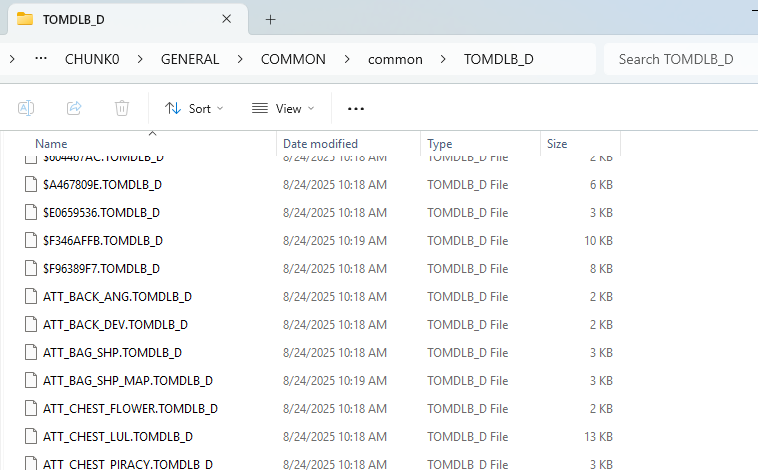 TOMDLB_D
CHUNK0 > GENERAL > COMMON > common > TOMDLB_D Search TOMDLB_D
Sort View
Name Date modified Type Size
$604467AC.TOMDLB_D 8/24/2025 10:18 AM TOMDLB_D File 2 KB
$A467809E.TOMDLB_D 8/24/2025 10:18 AM TOMDLB_D File 6 KB
$E0659536.TOMDLB_D 8/24/2025 10:18 AM TOMDLB_D File 3 KB
$F346AFFB.TOMDLB_D 8/24/2025 10:19 AM TOMDLB_D File 10 KB
$F96389F7.TOMDLB_D 8/24/2025 10:18 AM TOMDLB_D File 8 KB
ATT_BACK_ANG.TOMDLB_D 8/24/2025 10:18 AM TOMDLB_D File 2 KB
ATT_BACK_DEV.TOMDLB_D 8/24/2025 10:18 AM TOMDLB_D File 2 KB
ATT_BAG_SHP.TOMDLB_D 8/24/2025 10:18 AM TOMDLB_D File 3 KB
ATT_BAG_SHP_MAP.TOMDLB_D 8/24/2025 10:19 AM TOMDLB_D File 3 KB
ATT_CHEST_FLOWER.TOMDLB_D 8/24/2025 10:18 AM TOMDLB_D File 2 KB
ATT_CHEST_LUL.TOMDLB_D 8/24/2025 10:18 AM TOMDLB_D File 13 KB
ATT_CHEST_PIRACY.TOMDLB_D 8/24/2025 10:18 AM TOMDLB_D File 3 KB